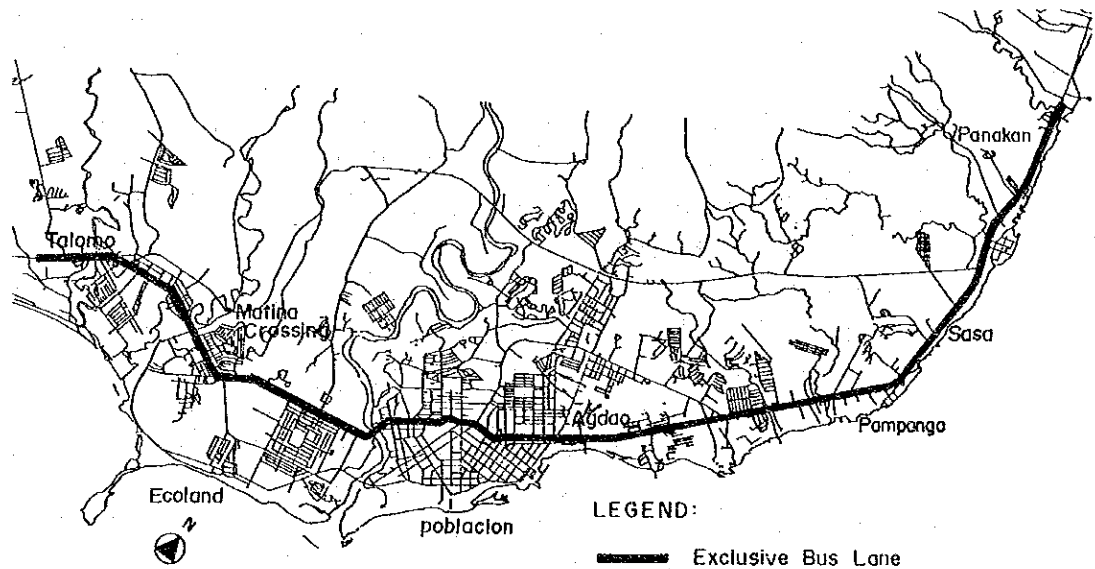 Panakan
Talomo
Matina
Crossing
Sasa
Agdao
Pampanga
Ecoland
poblacion
N
LEGEND:
Exclusive Bus Lane